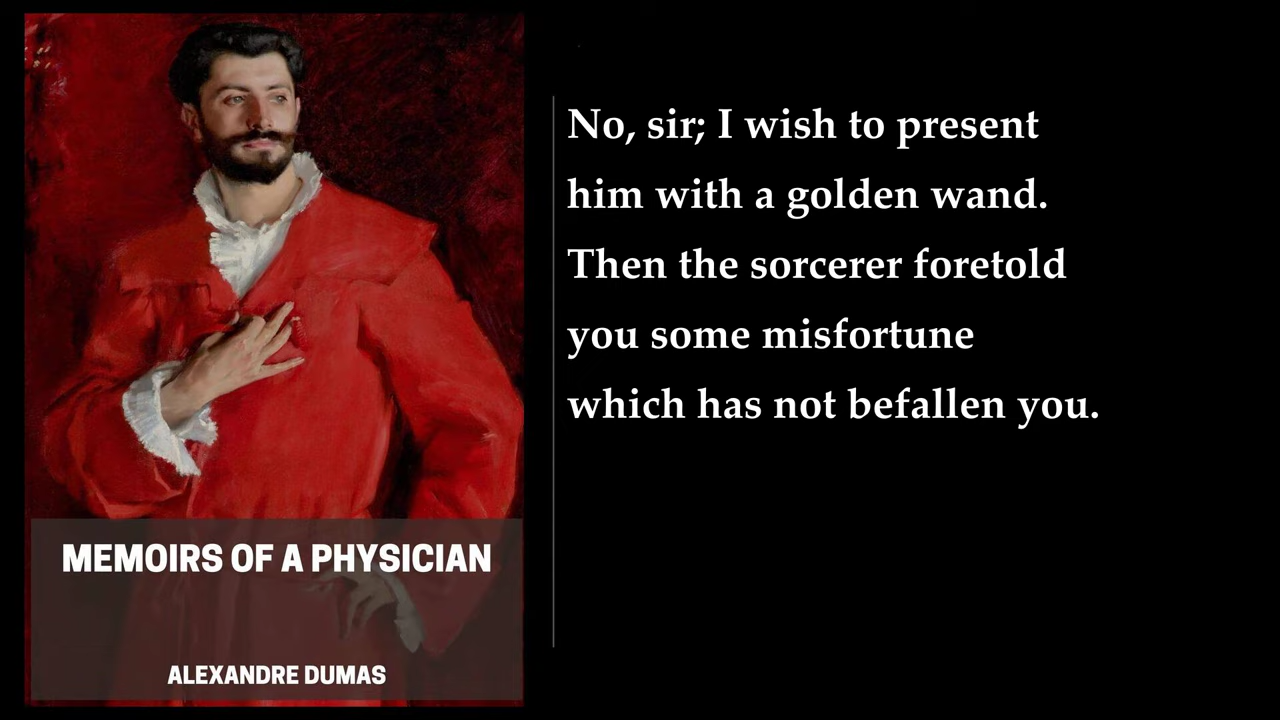 No, sir; I wish to present
him with a golden wand.
Then the sorcerer foretold
you some misfortune
which has not befallen you.
MEMOIRS OF A PHYSICIAN
ALEXANDRE DUMAS